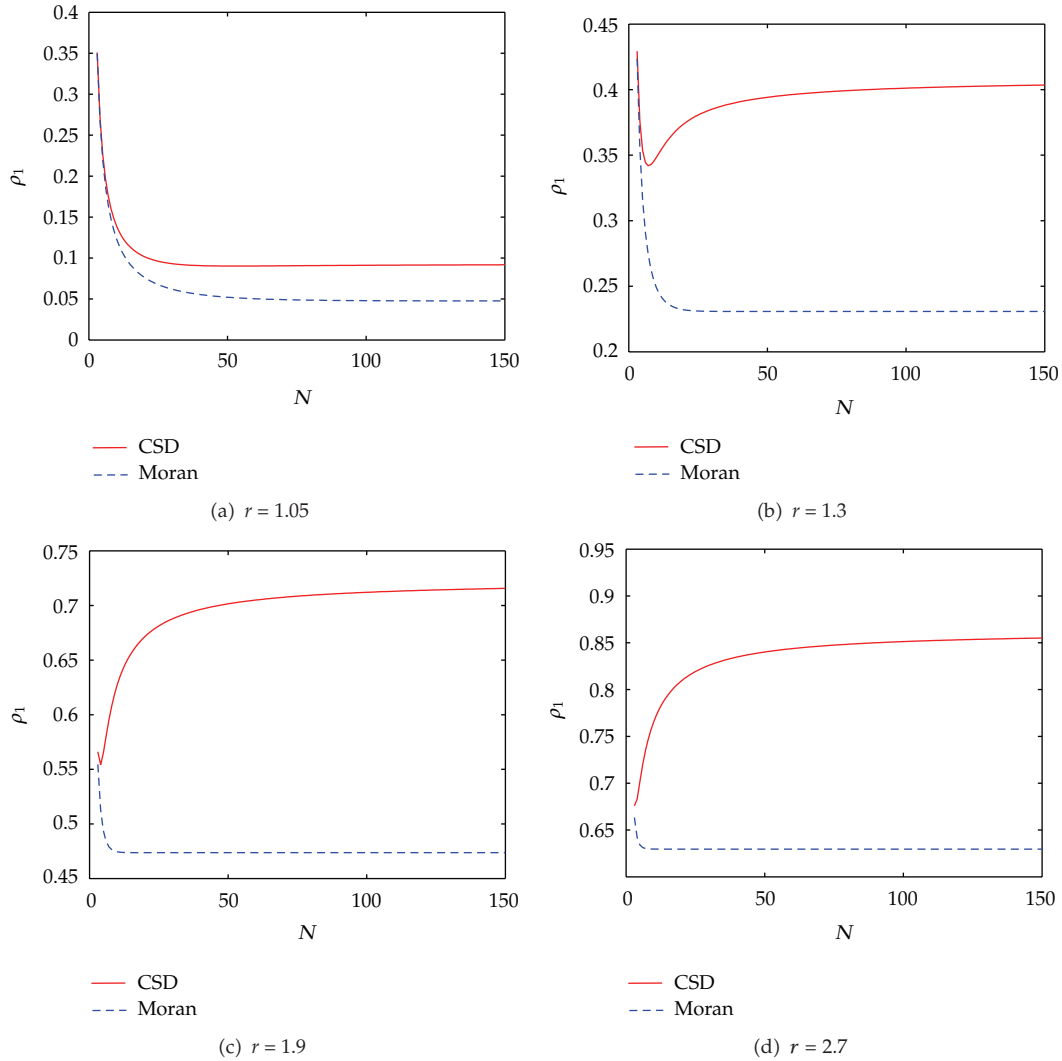 0.4
0.35
0.3
0.25
0.2
0.15
0.1
0.05
0
ρ1
0 50 100 150
N
CSD
Moran
(a) r = 1.05
0.45
0.4
0.35
0.3
0.25
0.2
ρ1
0 50 100 150
N
CSD
Moran
(b) r = 1.3
0.75
0.7
0.65
0.6
0.55
0.5
0.45
ρ1
0 50 100 150
N
CSD
Moran
(c) r = 1.9
0.95
0.9
0.85
0.8
0.75
0.7
0.65
ρ1
0 50 100 150
N
CSD
Moran
(d) r = 2.7